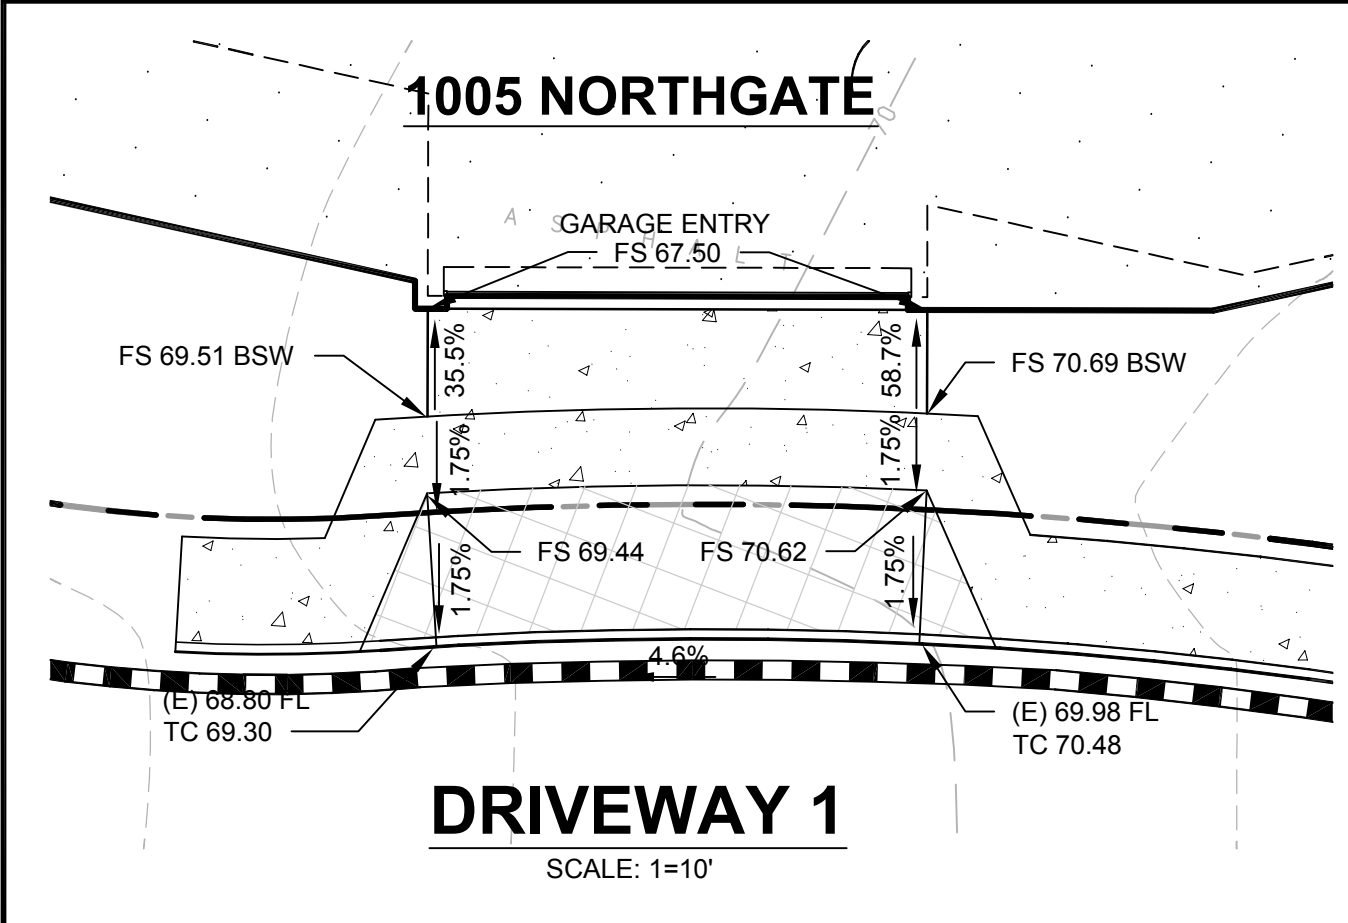 1005 NORTHGATE
70
ASPHALT
GARAGE ENTRY
FS 67.50
35.5%
58.7%
FS 69.51 BSW
FS 70.69 BSW
1.75%
1.75%
FS 69.44
FS 70.62
1.75%
1.75%
4.6%
(E) 68.80 FL
TC 69.30
(E) 69.98 FL
TC 70.48
DRIVEWAY 1
SCALE: 1=10'